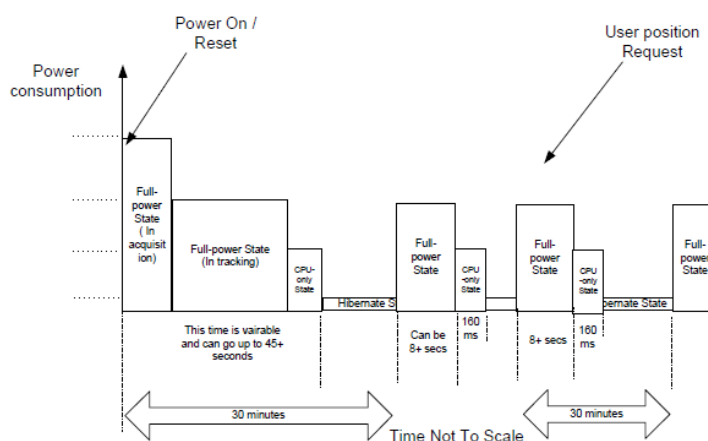 Power On /
Reset
User position
Request
Power
consumption
Full-
power
State
( In
acquisit
ion)
Full-power State
(In tracking)
CPU-
only
State
Hibernate S
Full-
power
State
CPU
-only
State
Full-
power
State
CPU
-only
State
bernate State
Full-
power
State
This time is vairable
and can go up to 45+
seconds
Can be
8+ secs
160
ms
8+ secs
160
ms
30 minutes
30 minutes
Time Not To Scale